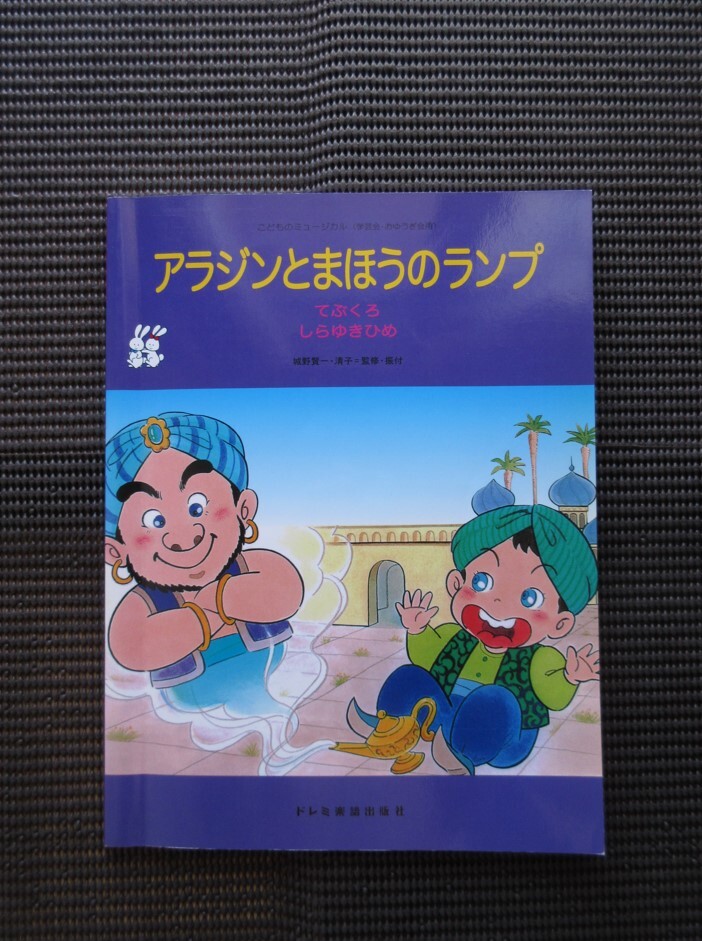 こどものミュージカル (学芸会・おゆうぎ会用)
アラジンとまほうのランプ
てぶくろ
しらゆきひめ
城野賢一・清子=監修・振付
ドレミ楽譜出版社